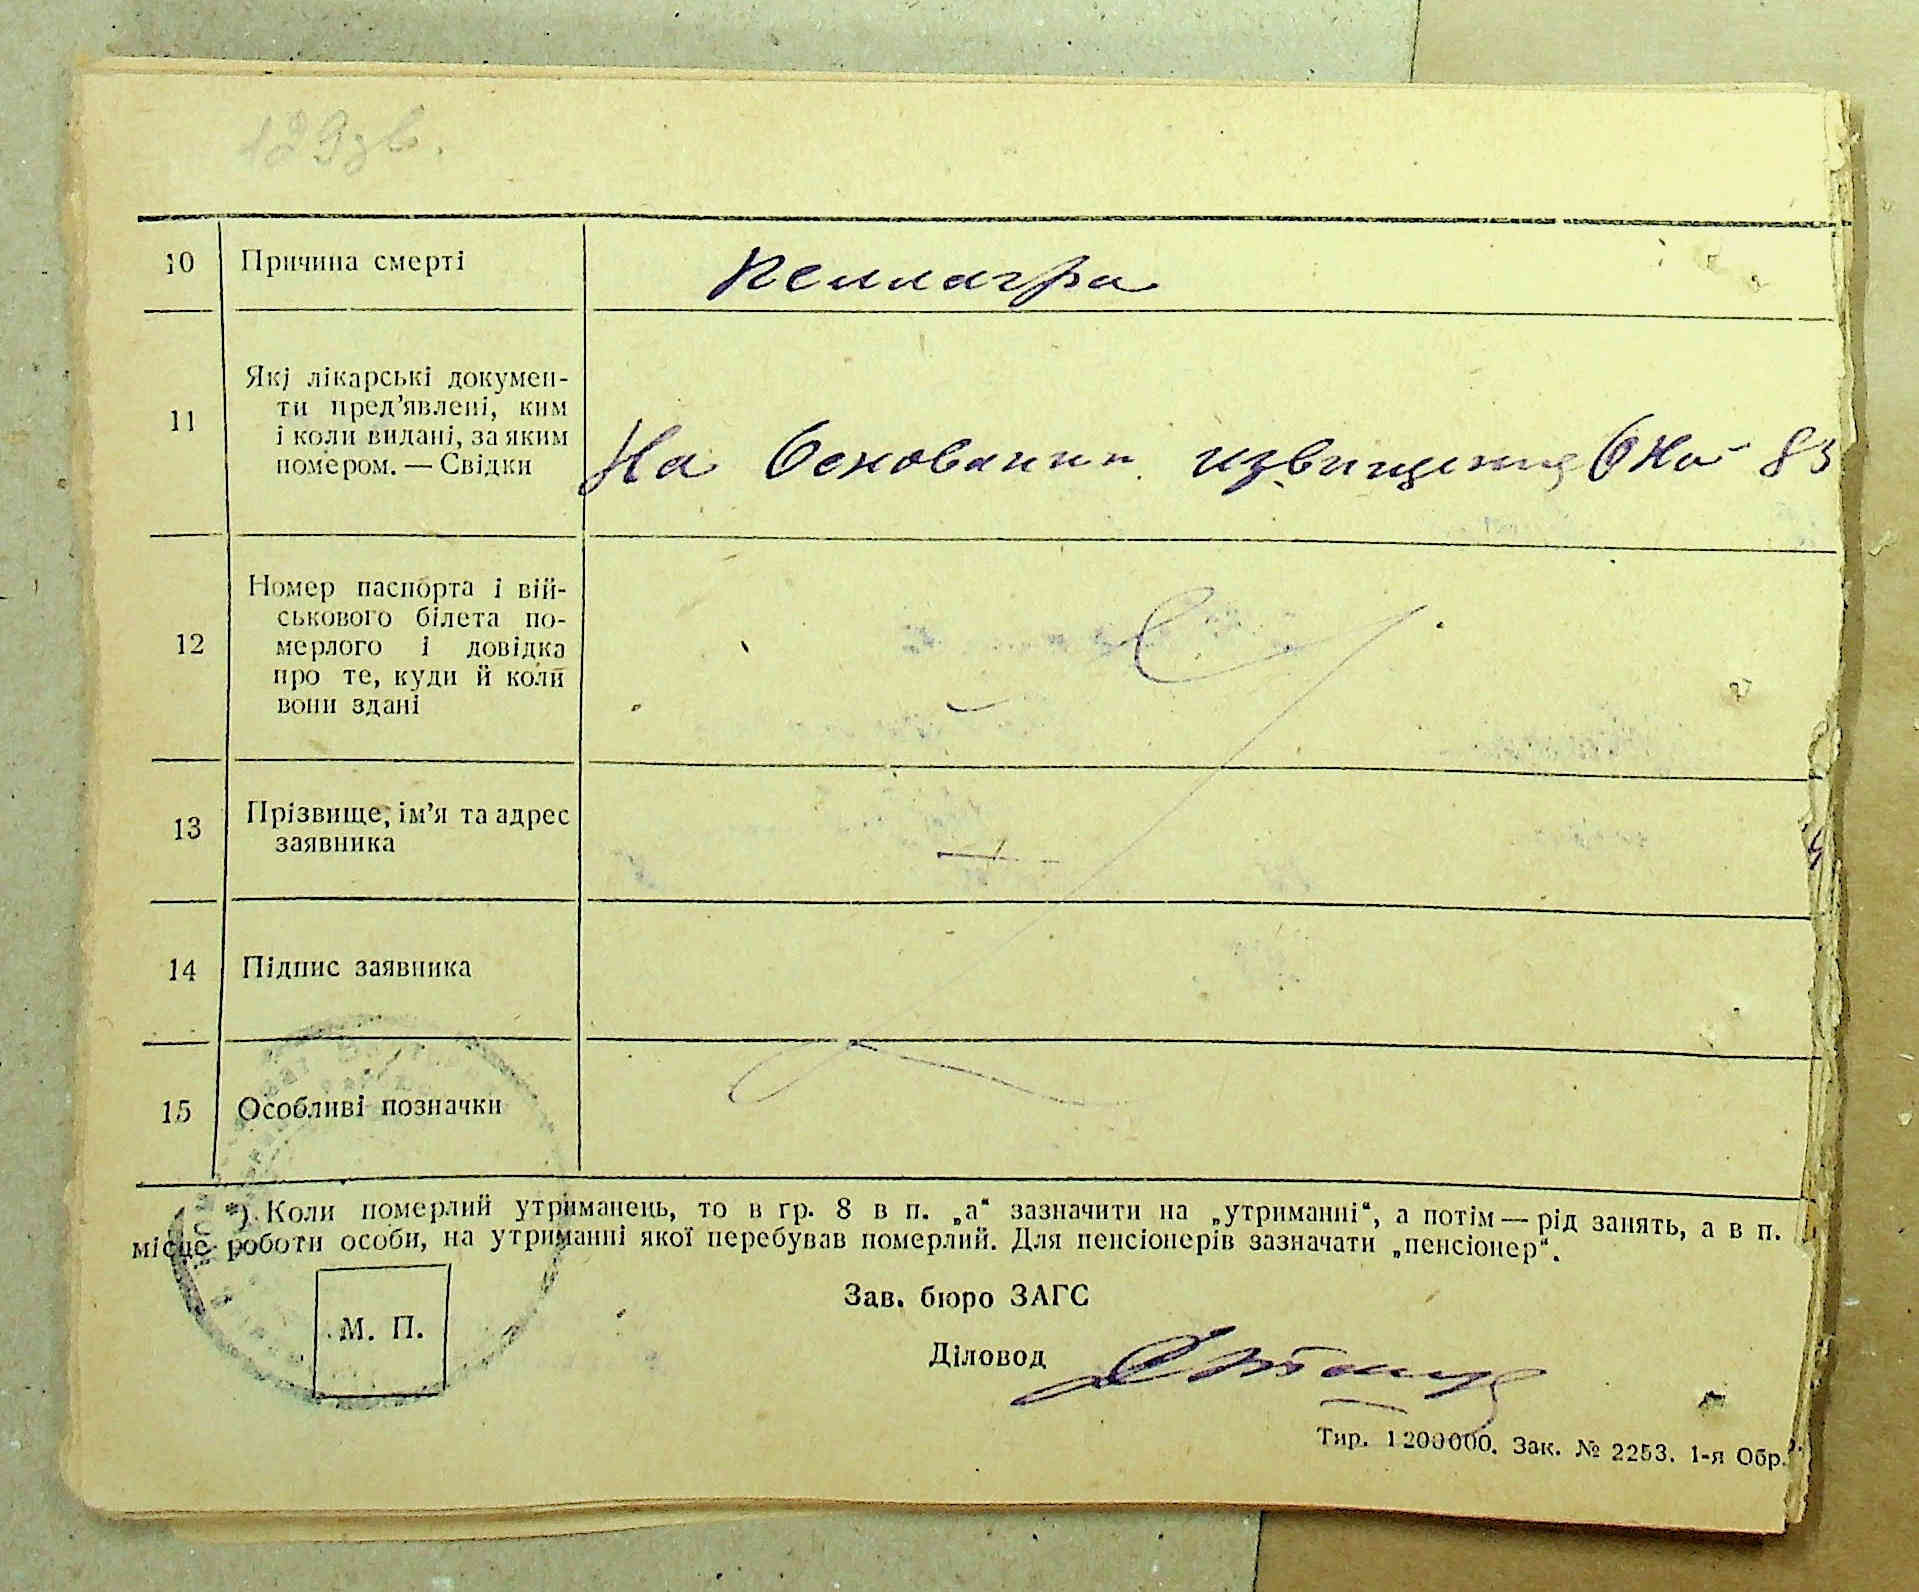 129зв.
10 Причина смерті Пеллагра
11 Які лікарські докумен-
ти пред'явлені, ким
і коли видані, за яким
номером. — Свідки На Основании извищения 83
12 Номер паспорта і вій-
ськового білета по-
мерлого і довідка
про те, куди й коли
вони здані
13 Прізвище, ім'я та адрес
заявника
14 Підпис заявника
15 Особливі позначки
*) Коли померлий утриманець, то в гр. 8 в п. „а“ зазначити на „утриманні“, а потім — рід занять, а в п.
місце роботи особи, на утриманні якої перебував померлий. Для пенсіонерів зазначати „пенсіонер“.
Зав. бюро ЗАГС
М. П.
Діловод
Тир. 1200000. Зак. № 2253. 1-я Обр.